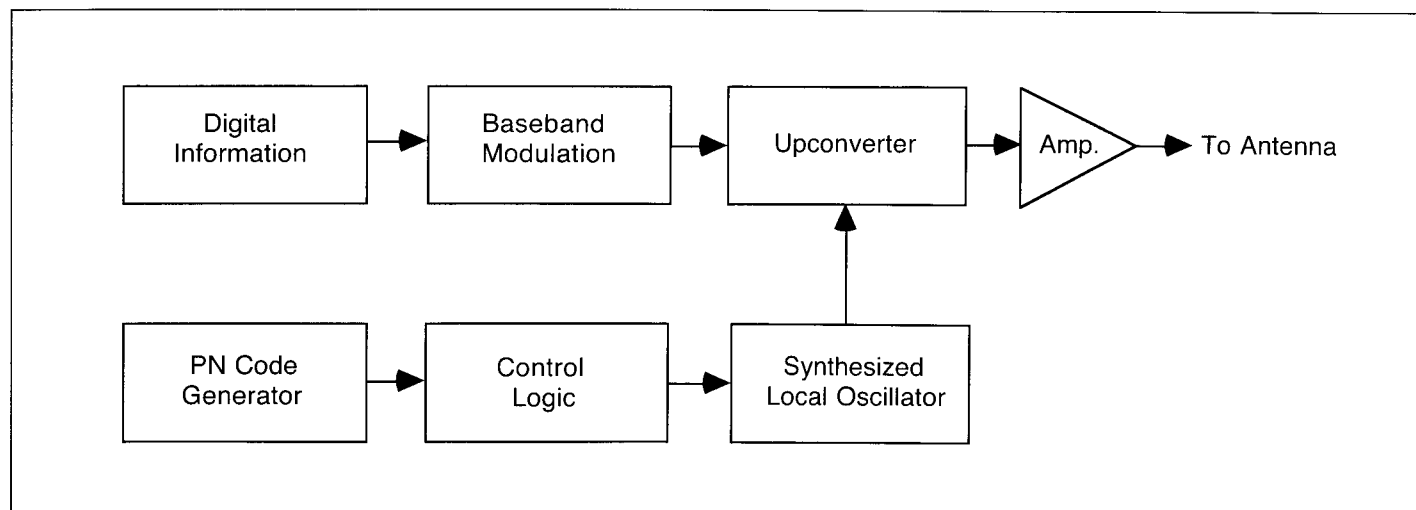 Digital
Information
Baseband
Modulation
Upconverter
Amp.
To Antenna
PN Code
Generator
Control
Logic
Synthesized
Local Oscillator